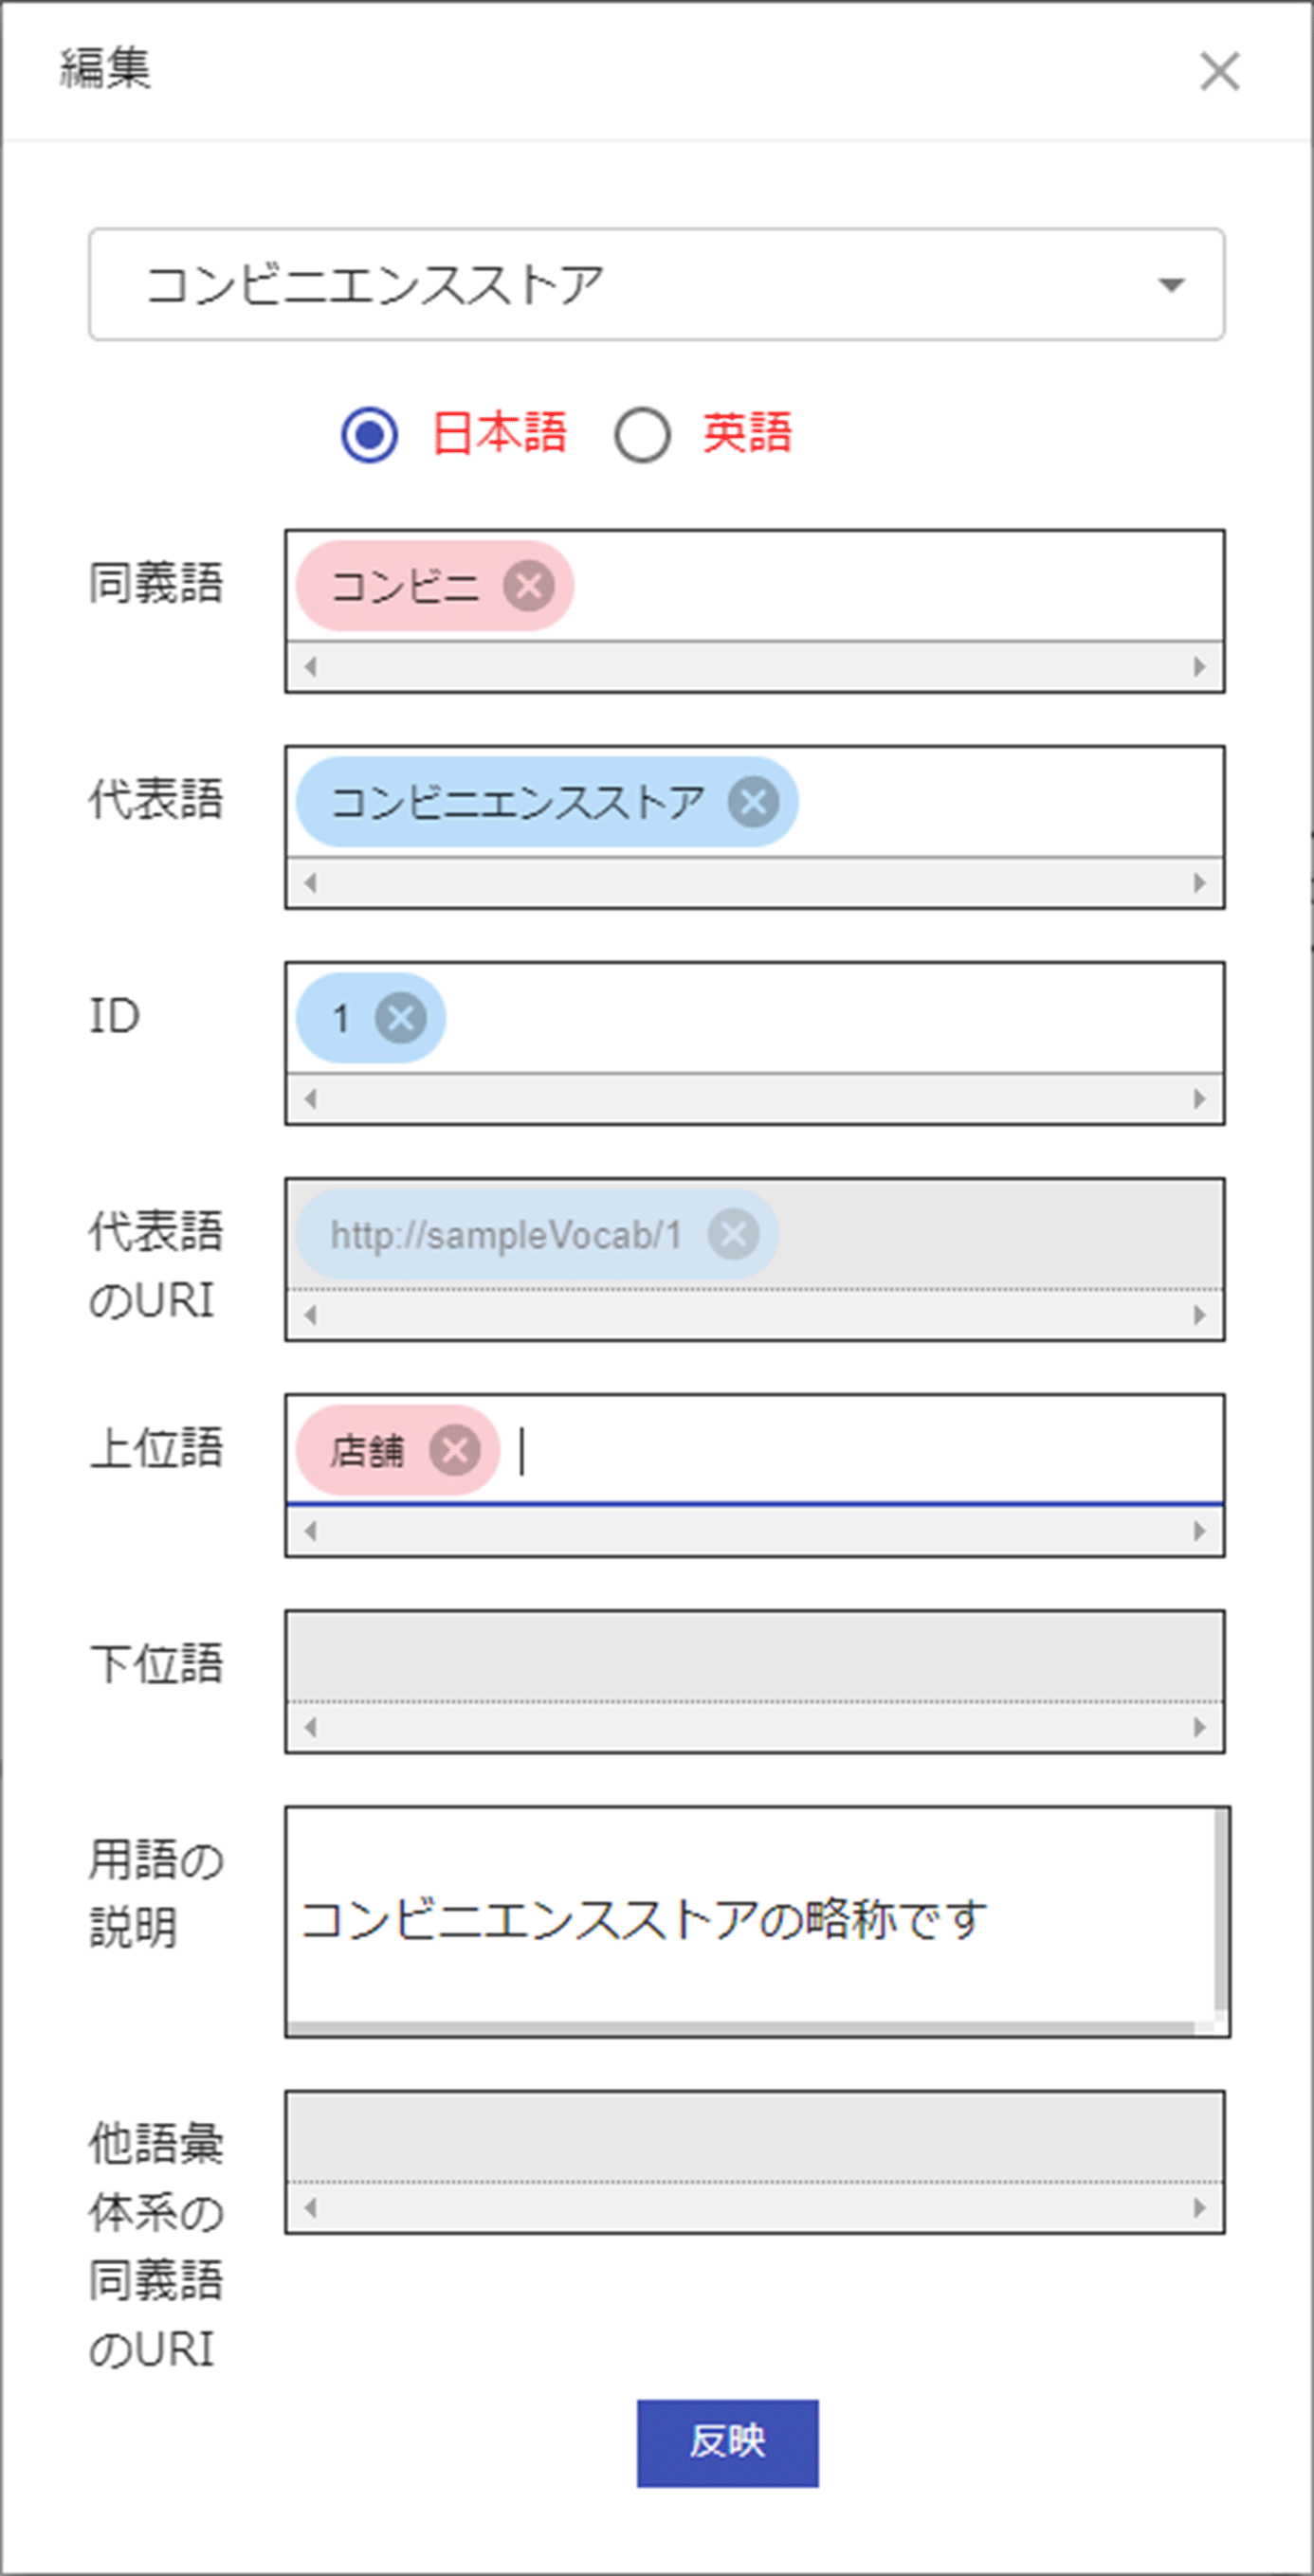 編集
コンビニエンスストア
日本語 英語
同義語
コンビニ
代表語
コンビニエンスストア
ID
1
代表語
のURI
http://sampleVocab/1
上位語
店舗
下位語
用語の
説明
コンビニエンスストアの略称です
他語彙
体系の
同義語
のURI
反映